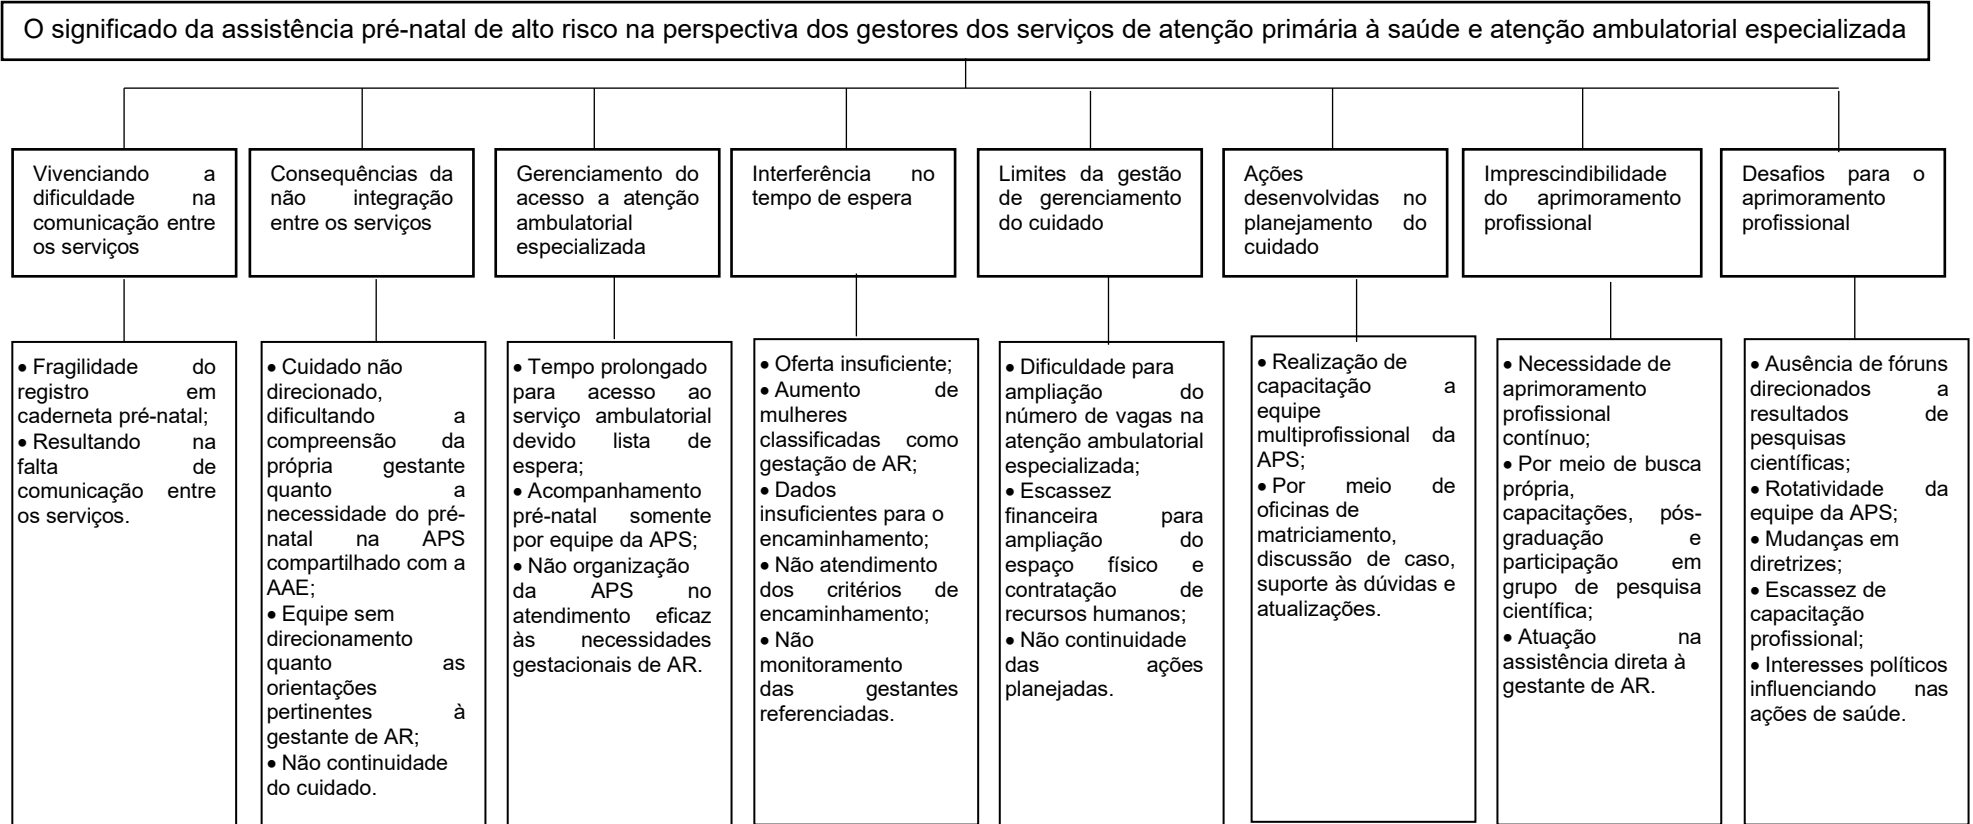 O significado da assistência pré-natal de alto risco na perspectiva dos gestores dos serviços de atenção primária à saúde e atenção ambulatorial especializada
Vivenciando a
dificuldade na
comunicação entre
os serviços
Consequências da
não integração
entre os serviços
Gerenciamento do
acesso a atenção
ambulatorial
especializada
Interferência no
tempo de espera
Limites da gestão
de gerenciamento
do cuidado
Ações
desenvolvidas no
planejamento do
cuidado
Imprescindibilidade
do aprimoramento
profissional
Desafios para o
aprimoramento
profissional
• Fragilidade do
registro em
caderneta pré-natal;
• Resultando na
falta de
comunicação entre
os serviços.
• Cuidado não
direcionado,
dificultando a
compreensão da
própria gestante
quanto a
necessidade do pré-
natal na APS
compartilhado com a
AAE;
• Equipe sem
direcionamento
quanto as
orientações
pertinentes à
gestante de AR;
• Não continuidade
do cuidado.
• Tempo prolongado
para acesso ao
serviço ambulatorial
devido lista de
espera;
• Acompanhamento
pré-natal somente
por equipe da APS;
• Não organização
da APS no
atendimento eficaz
às necessidades
gestacionais de AR.
• Oferta insuficiente;
• Aumento de
mulheres
classificadas como
gestação de AR;
• Dados
insuficientes para o
encaminhamento;
• Não atendimento
dos critérios de
encaminhamento;
• Não
monitoramento
das gestantes
referenciadas.
• Dificuldade para
ampliação do
número de vagas na
atenção ambulatorial
especializada;
• Escassez
financeira para
ampliação do
espaço físico e
contratação de
recursos humanos;
• Não continuidade
das ações
planejadas.
• Realização de
capacitação a
equipe
multiprofissional da
APS;
• Por meio de
oficinas de
matriciamento,
discussão de caso,
suporte às dúvidas e
atualizações.
• Necessidade de
aprimoramento
profissional
contínuo;
• Por meio de busca
própria,
capacitações, pós-
graduação e
participação em
grupo de pesquisa
científica;
• Atuação na
assistência direta à
gestante de AR.
• Ausência de fóruns
direcionados a
resultados de
pesquisas
científicas;
• Rotatividade da
equipe da APS;
• Mudanças em
diretrizes;
• Escassez de
capacitação
profissional;
• Interesses políticos
influenciando nas
ações de saúde.